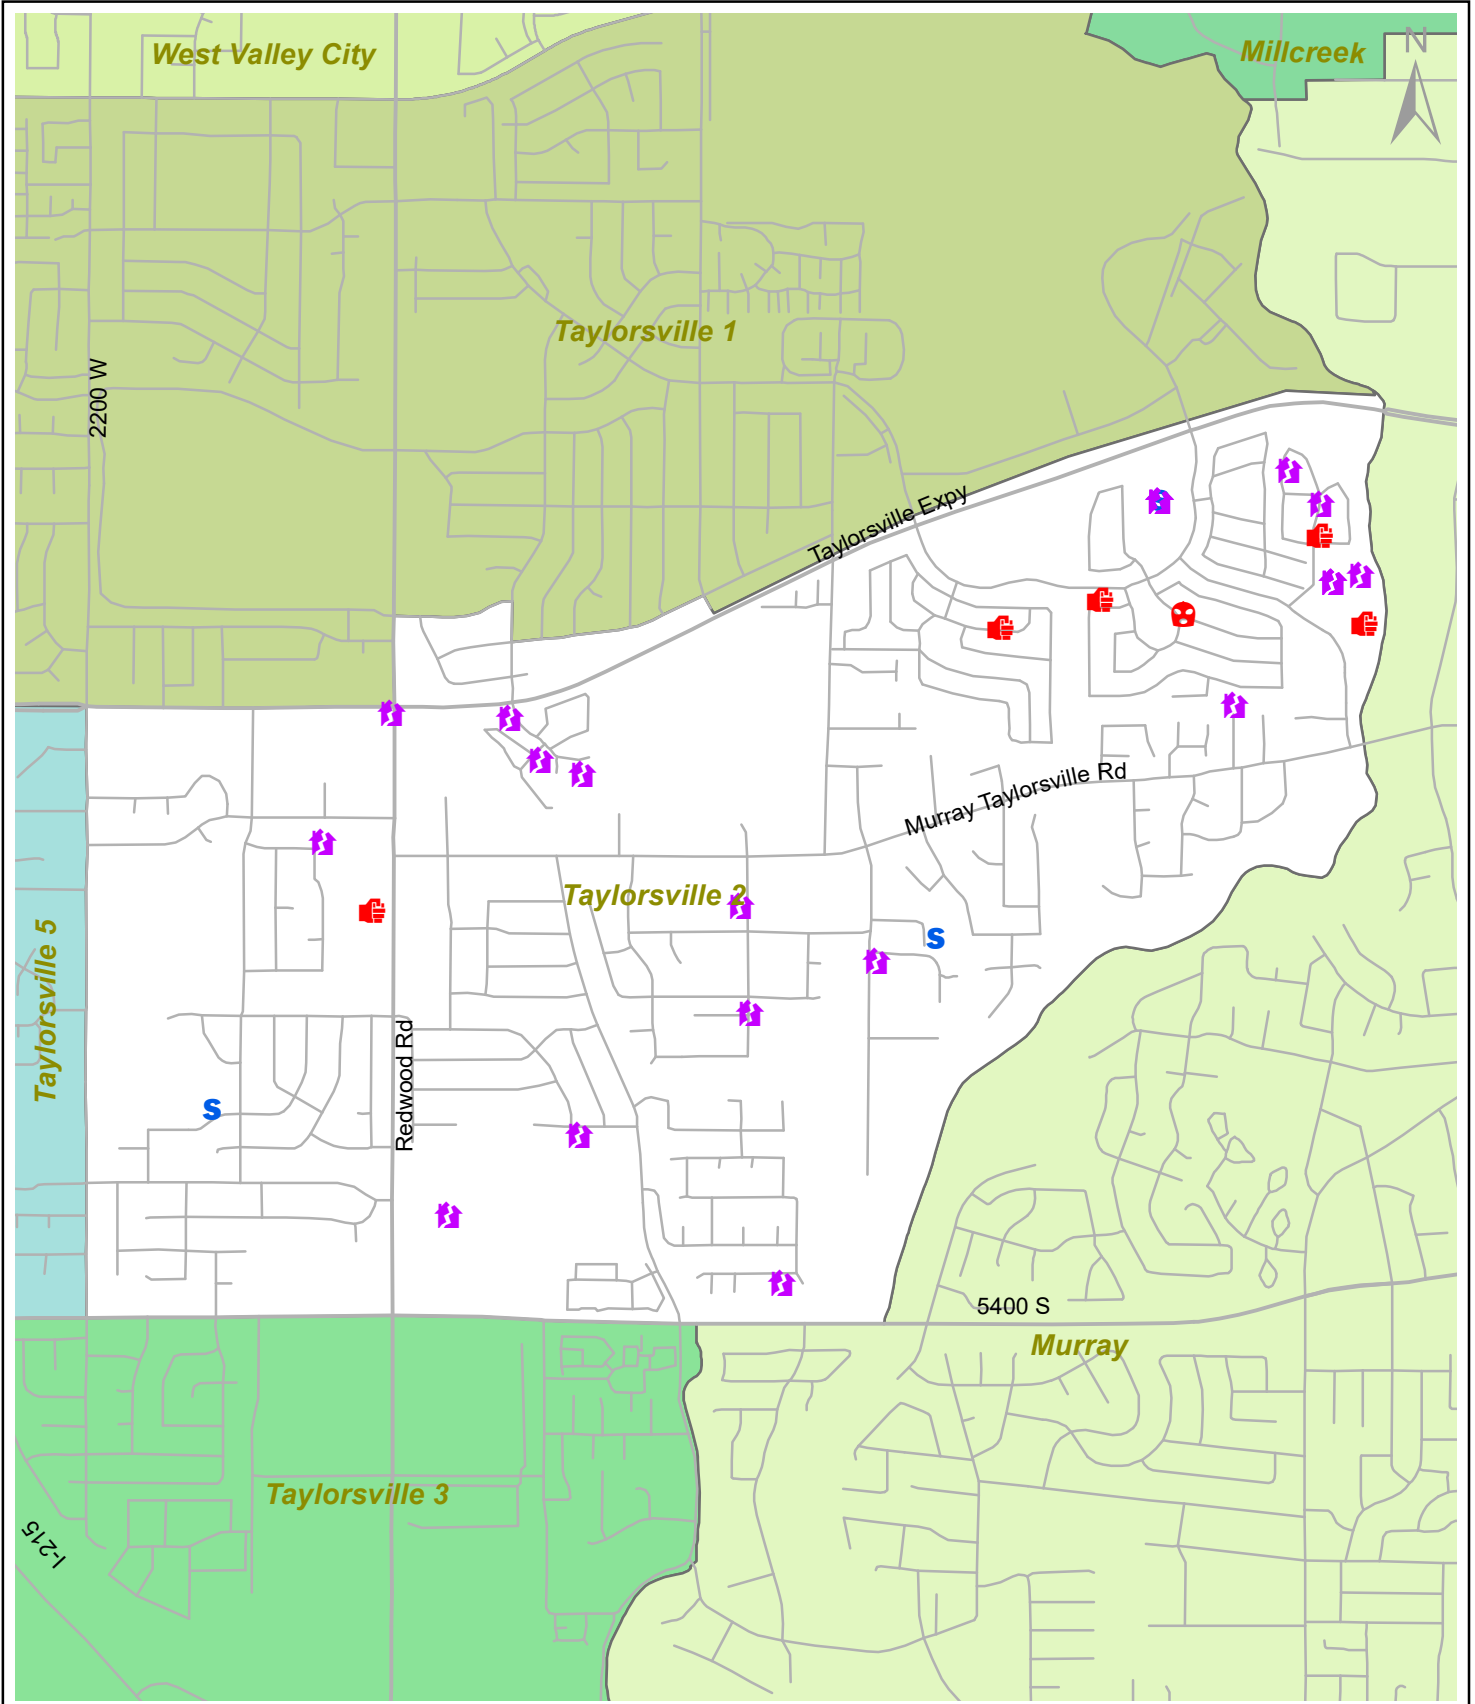 West Valley City
Millcreek
N
Taylorsville 1
2200 W
Taylorsville Expy
S
Murray Taylorsville Rd
Taylorsville 2
S
Taylorsville 5
Redwood Rd
S
5400 S
Murray
Taylorsville 3
I-215